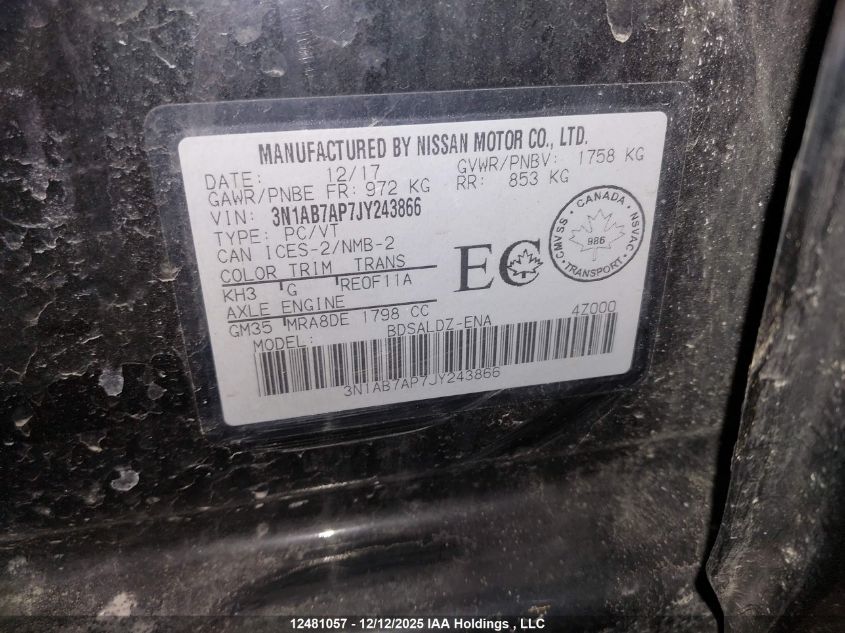 MANUFACTURED BY NISSAN MOTOR CO., LTD.
DATE: 12/17 GVWR/PNBV: 1758 KG
GAWR/PNBE FR: 972 KG RR: 853 KG
VIN: 3N1AB7AP7JY243866
TYPE: PC/VT
CAN ICES-2/NMB-2
COLOR TRIM TRANS
KH3 G RE0F11A
AXLE ENGINE
GM35 MRA8DE 1798 CC
MODEL: BDSALDZ-ENA 4Z000
3N1AB7AP7JY243866
EC
CANADA
CMVSS 986 NSVAC
TRANSPORT
12481057 - 12/12/2025 IAA Holdings , LLC